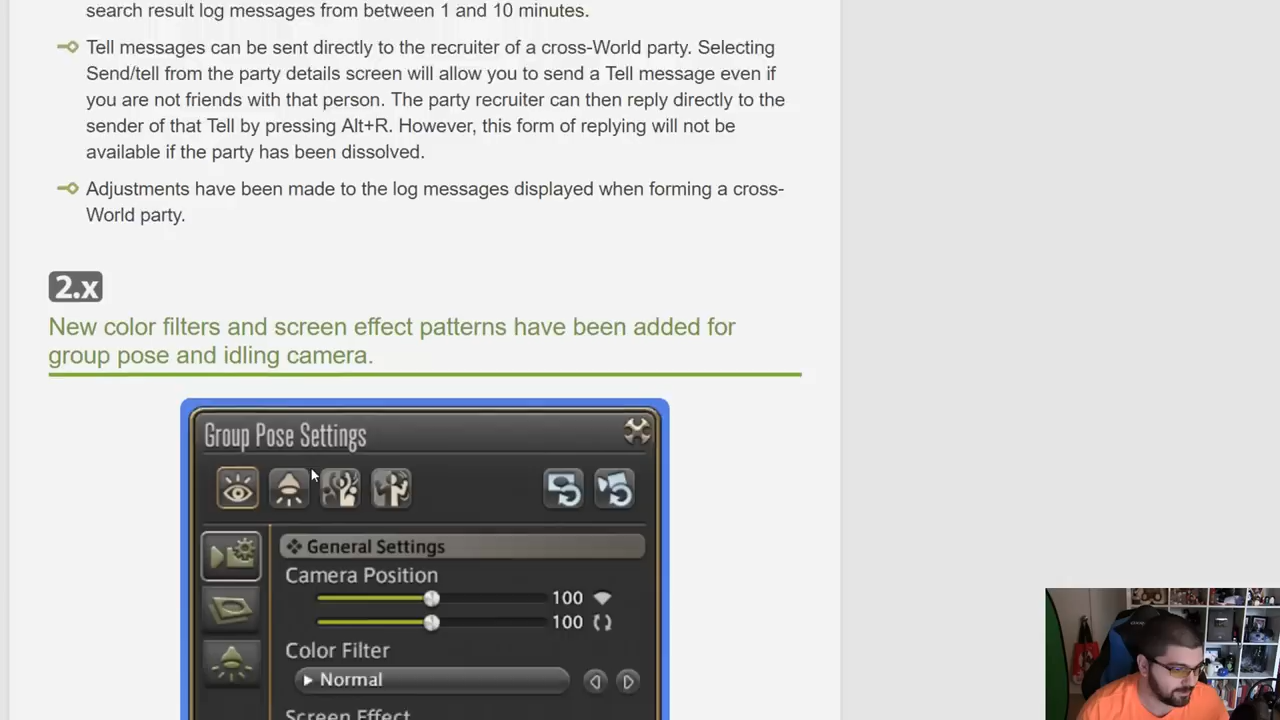 search result log messages from between 1 and 10 minutes.
Tell messages can be sent directly to the recruiter of a cross-World party. Selecting
Send/tell from the party details screen will allow you to send a Tell message even if
you are not friends with that person. The party recruiter can then reply directly to the
sender of that Tell by pressing Alt+R. However, this form of replying will not be
available if the party has been dissolved.
Adjustments have been made to the log messages displayed when forming a cross-
World party.
2.x
New color filters and screen effect patterns have been added for
group pose and idling camera.
Group Pose Settings
General Settings
Camera Position
100
100
Color Filter
Normal
Screen Effect